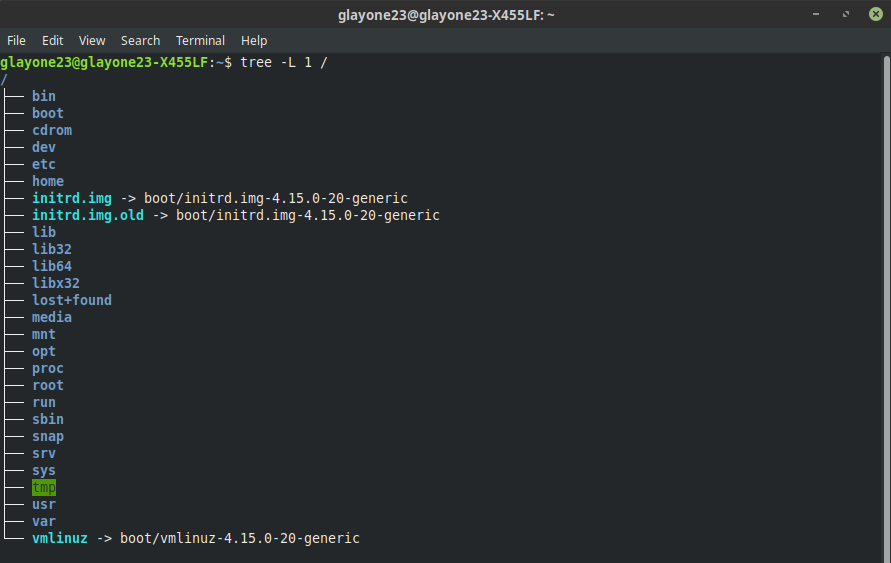 glayone23@glayone23-X455LF: ~
File Edit View Search Terminal Help
glayone23@glayone23-X455LF:~$ tree -L 1 /
/
├── bin
├── boot
├── cdrom
├── dev
├── etc
├── home
├── initrd.img -> boot/initrd.img-4.15.0-20-generic
├── initrd.img.old -> boot/initrd.img-4.15.0-20-generic
├── lib
├── lib32
├── lib64
├── libx32
├── lost+found
├── media
├── mnt
├── opt
├── proc
├── root
├── run
├── sbin
├── snap
├── srv
├── sys
├── tmp
├── usr
├── var
└── vmlinuz -> boot/vmlinuz-4.15.0-20-generic